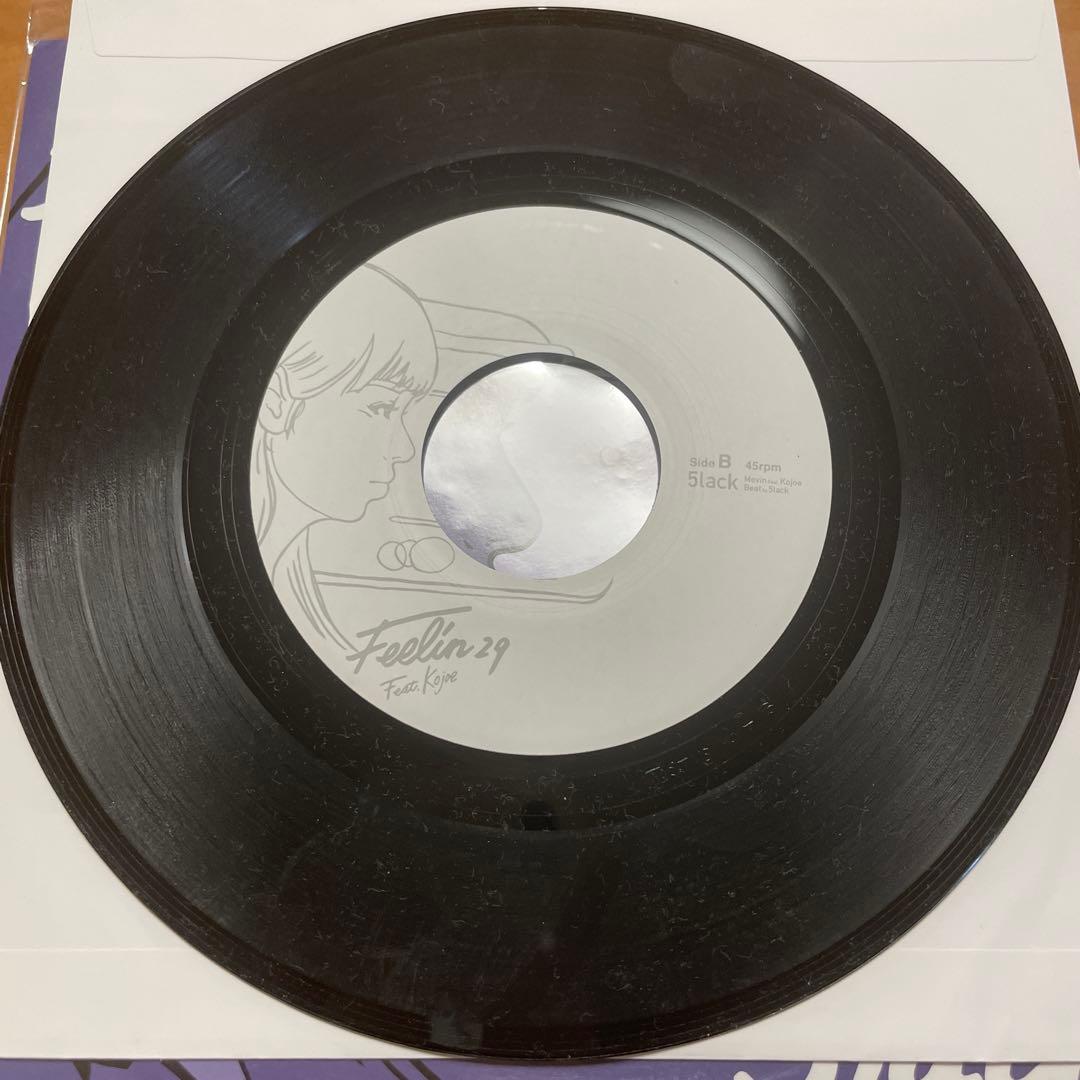 Side B 45rpm
5lack Movin feat. Kojoe
Beat by 5lack
Feelin 29
Feat. Kojoe